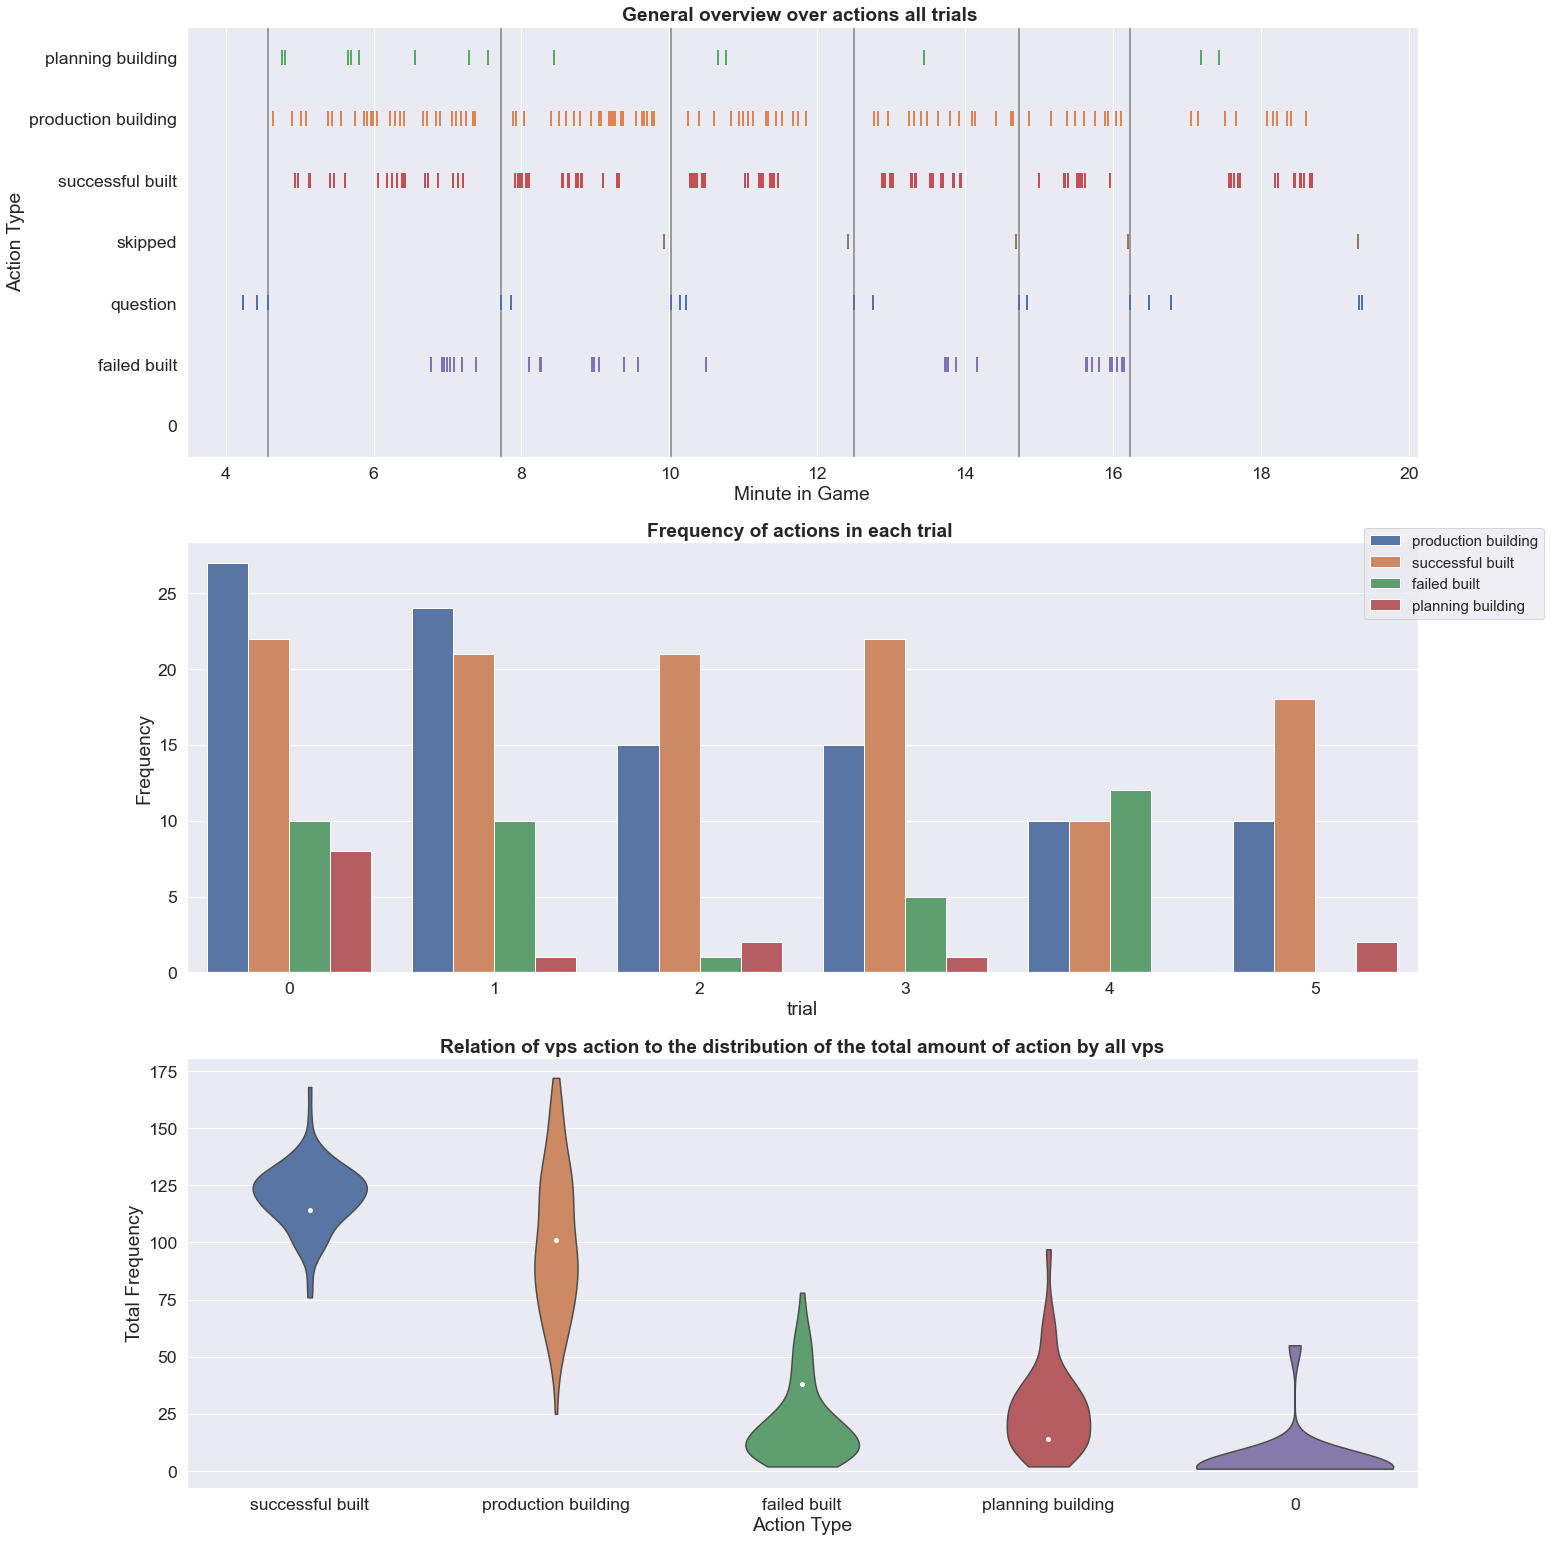 General overview over actions all trials
planning building
production building
successful built
skipped
question
failed built
0
Action Type
4 6 8 10 12 14 16 18 20
Minute in Game
Frequency of actions in each trial
production building
successful built
failed built
planning building
25
20
15
10
5
0
Frequency
0 1 2 3 4 5
trial
Relation of vps action to the distribution of the total amount of action by all vps
175
150
125
100
75
50
25
0
Total Frequency
successful built production building failed built planning building 0
Action Type